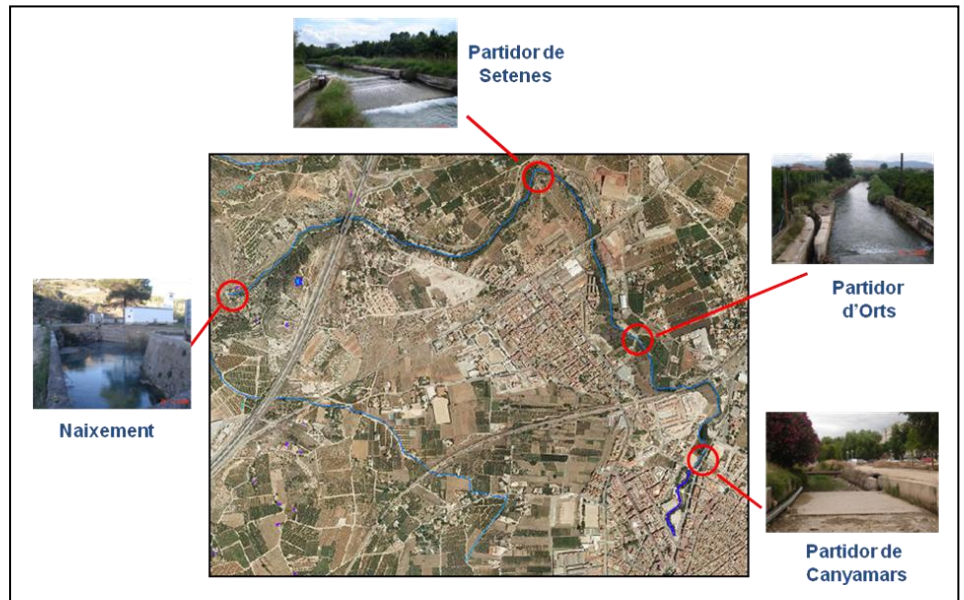 Partidor de
Setenes
Partidor
d'Orts
Naixement
Partidor de
Canyamars